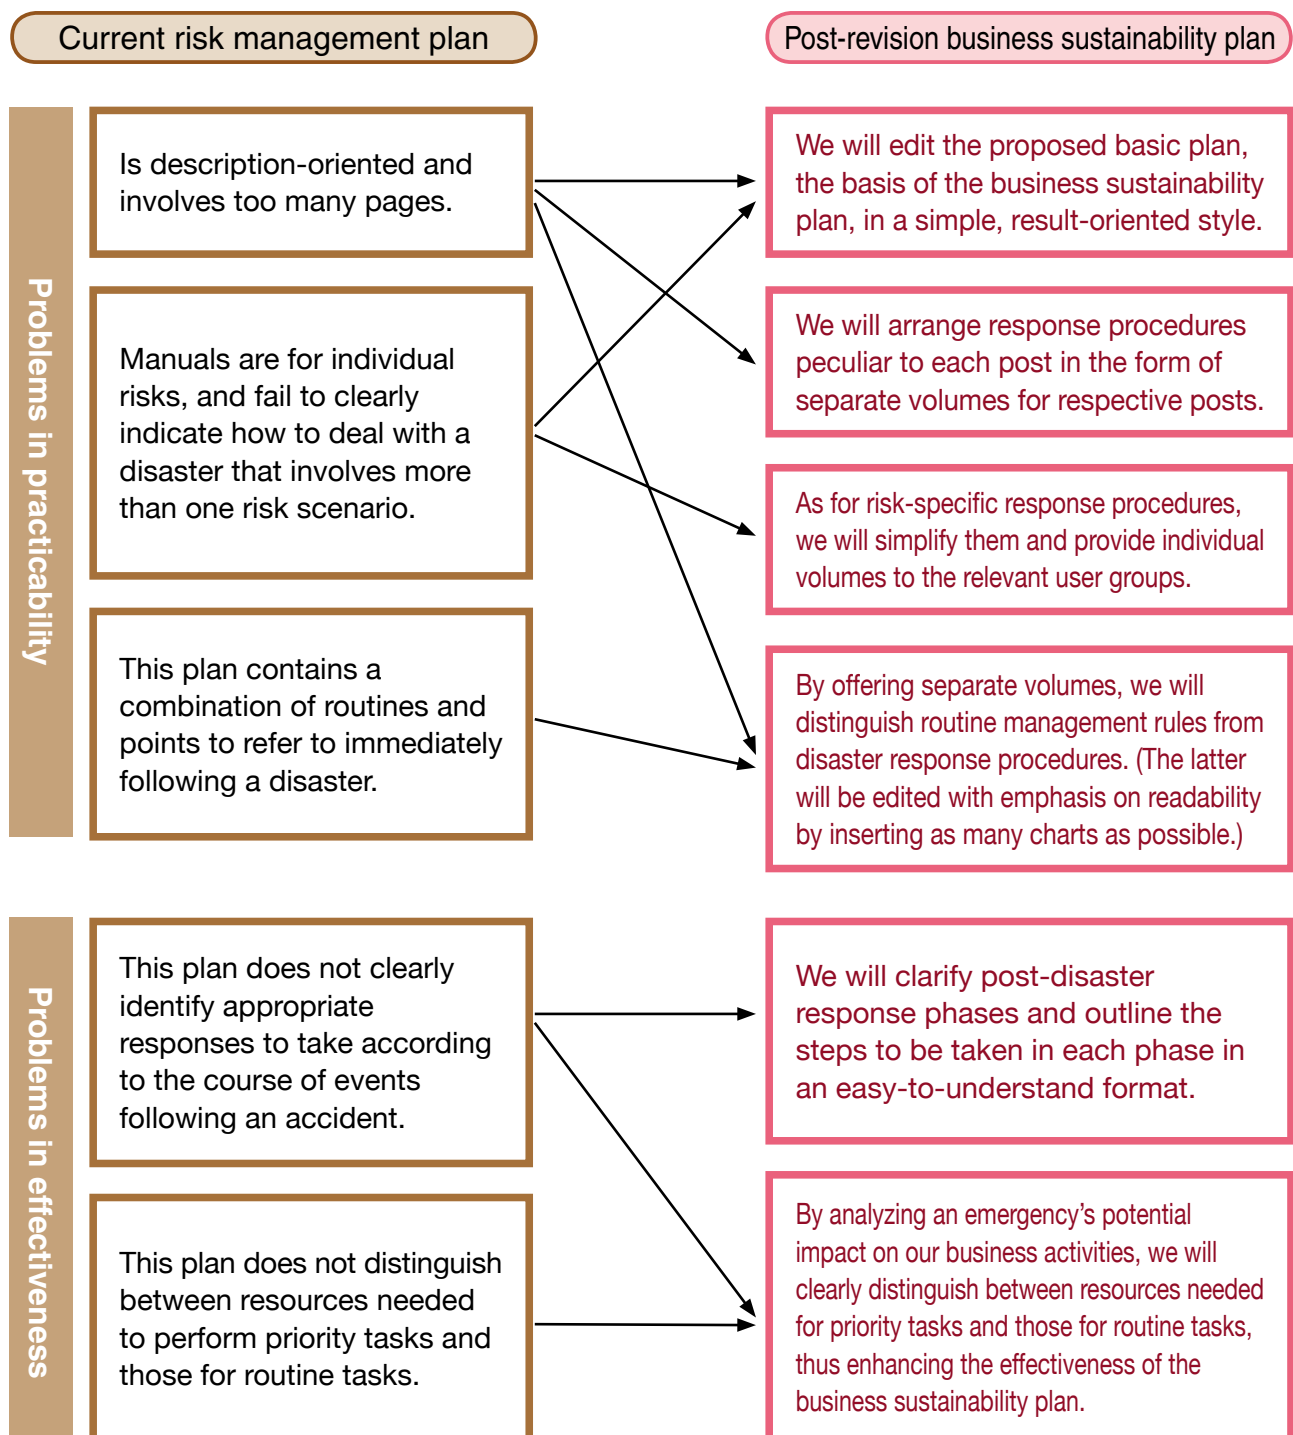 Current risk management plan
Post-revision business sustainability plan
Problems in practicability
Is description-oriented and
involves too many pages.
Manuals are for individual
risks, and fail to clearly
indicate how to deal with a
disaster that involves more
than one risk scenario.
This plan contains a
combination of routines and
points to refer to immediately
following a disaster.
We will edit the proposed basic plan,
the basis of the business sustainability
plan, in a simple, result-oriented style.
We will arrange response procedures
peculiar to each post in the form of
separate volumes for respective posts.
As for risk-specific response procedures,
we will simplify them and provide individual
volumes to the relevant user groups.
By offering separate volumes, we will
distinguish routine management rules from
disaster response procedures. (The latter
will be edited with emphasis on readability
by inserting as many charts as possible.)
Problems in effectiveness
This plan does not clearly
identify appropriate
responses to take according
to the course of events
following an accident.
This plan does not distinguish
between resources needed
to perform priority tasks and
those for routine tasks.
We will clarify post-disaster
response phases and outline the
steps to be taken in each phase in
an easy-to-understand format.
By analyzing an emergency's potential
impact on our business activities, we will
clearly distinguish between resources needed
for priority tasks and those for routine tasks,
thus enhancing the effectiveness of the
business sustainability plan.